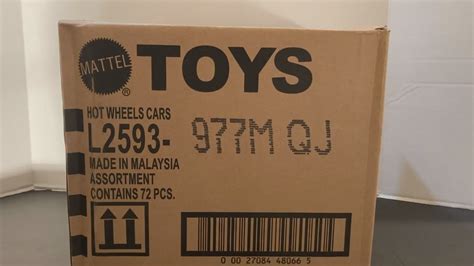 MATTEL
®
TOYS
HOT WHEELS CARS
L2593- 977M QJ
MADE IN MALAYSIA
ASSORTMENT
CONTAINS 72 PCS.
0 00 27084 48066 5